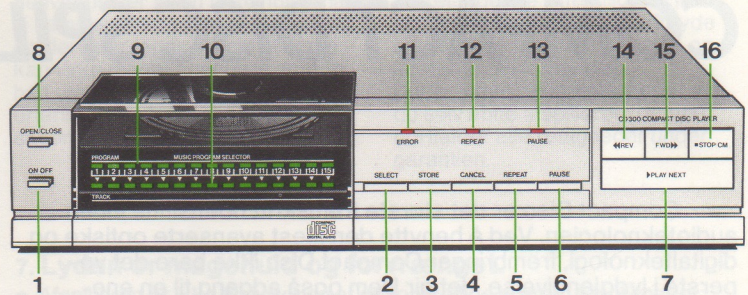 8 9 10 11 12 13 14 15 16
OPEN/CLOSE
ON OFF
PROGRAM MUSIC PROGRAM SELECTOR
1 2 3 4 5 6 7 8 9 10 11 12 13 14 15
TRACK
COMPACT
disc
DIGITAL AUDIO
ERROR REPEAT PAUSE
SELECT STORE CANCEL REPEAT PAUSE
CD300 COMPACT DISC PLAYER
REV FWD STOP CM
PLAY NEXT
1 2 3 4 5 6 7